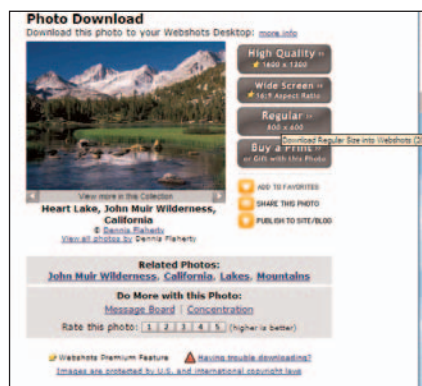 Photo Download
Download this photo to your Webshots Desktop: more info
High Quality »
1600 x 1200
Wide Screen »
16:9 Aspect Ratio
Regular »
800 x 600
Download Regular Size into Webshots (
Buy a Print »
or Gift with this Photo
View more in this Collection
ADD TO FAVORITES
SHARE THIS PHOTO
PUBLISH TO SITE/BLOG
Heart Lake, John Muir Wilderness,
California
© Dennis Flaherty
View all photos by Dennis Flaherty
Related Photos:
John Muir Wilderness, California, Lakes, Mountains
Do More with this Photo:
Message Board | Concentration
Rate this photo: 1 2 3 4 5 (higher is better)
Webshots Premium Feature
Having trouble downloading?
Images are protected by U.S. and international copyright law